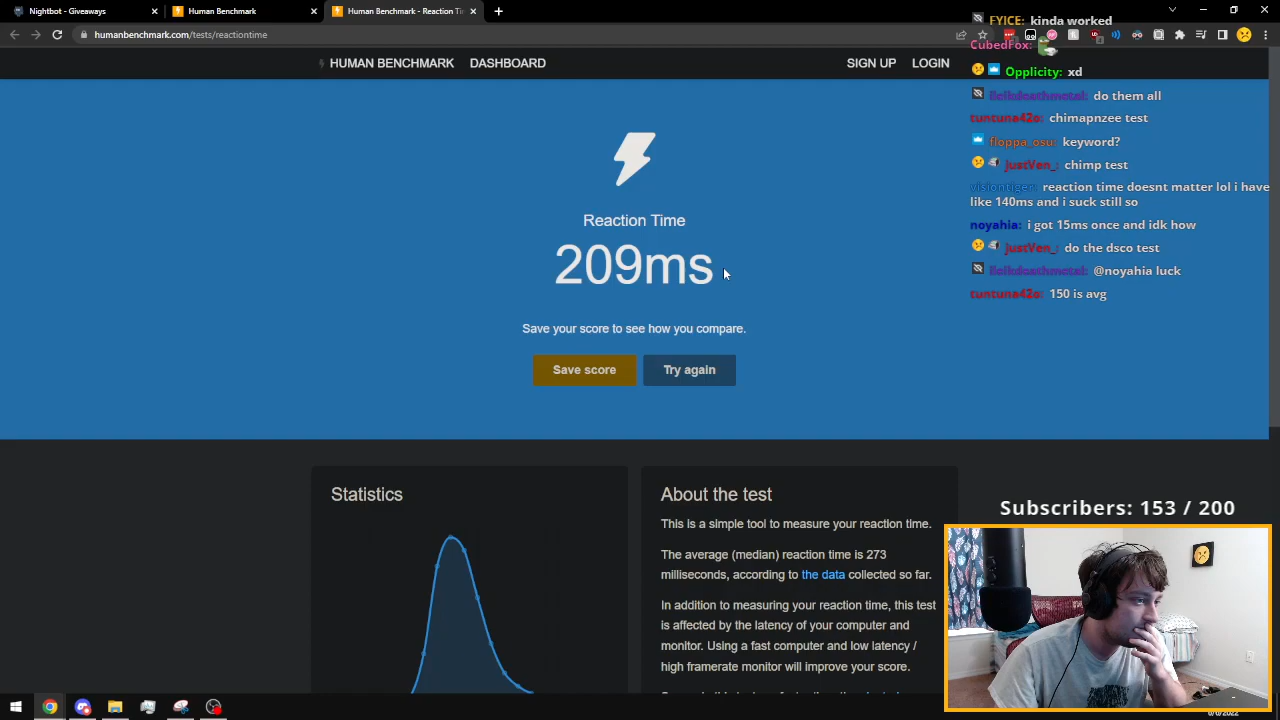 Nightbot - Giveaways
Human Benchmark
Human Benchmark - Reaction Tim
humanbenchmark.com/tests/reactiontime
HUMAN BENCHMARK
DASHBOARD
SIGN UP
LOGIN
FYICE: kinda worked
CubedFox:
Opplicity: xd
do them all
tuntuna42o: chimapnzee test
floppa_osu: keyword?
JustVen_: chimp test
visiontiger: reaction time doesnt matter lol i have
like 140ms and i suck still so
noyahia: i got 15ms once and idk how
JustVen_: do the dsco test
@noyahia luck
tuntuna42o: 150 is avg
Reaction Time
209ms
Save your score to see how you compare.
Save score
Try again
Statistics
About the test
This is a simple tool to measure your reaction time.
The average (median) reaction time is 273
milliseconds, according to the data collected so far.
In addition to measuring your reaction time, this test
is affected by the latency of your computer and
monitor. Using a fast computer and low latency /
high framerate monitor will improve your score.
Subscribers: 153 / 200